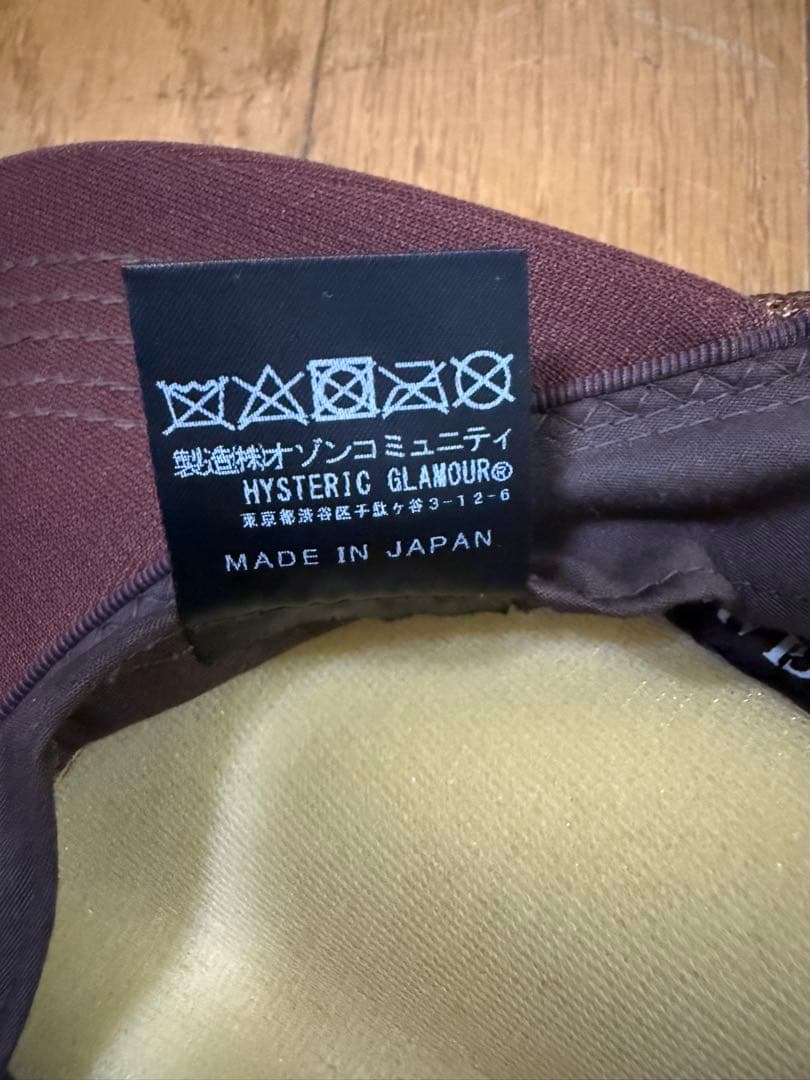 製造㈱オゾンコミュニティ
HYSTERIC GLAMOUR®
東京都渋谷区千駄ヶ谷3-12-6
MADE IN JAPAN